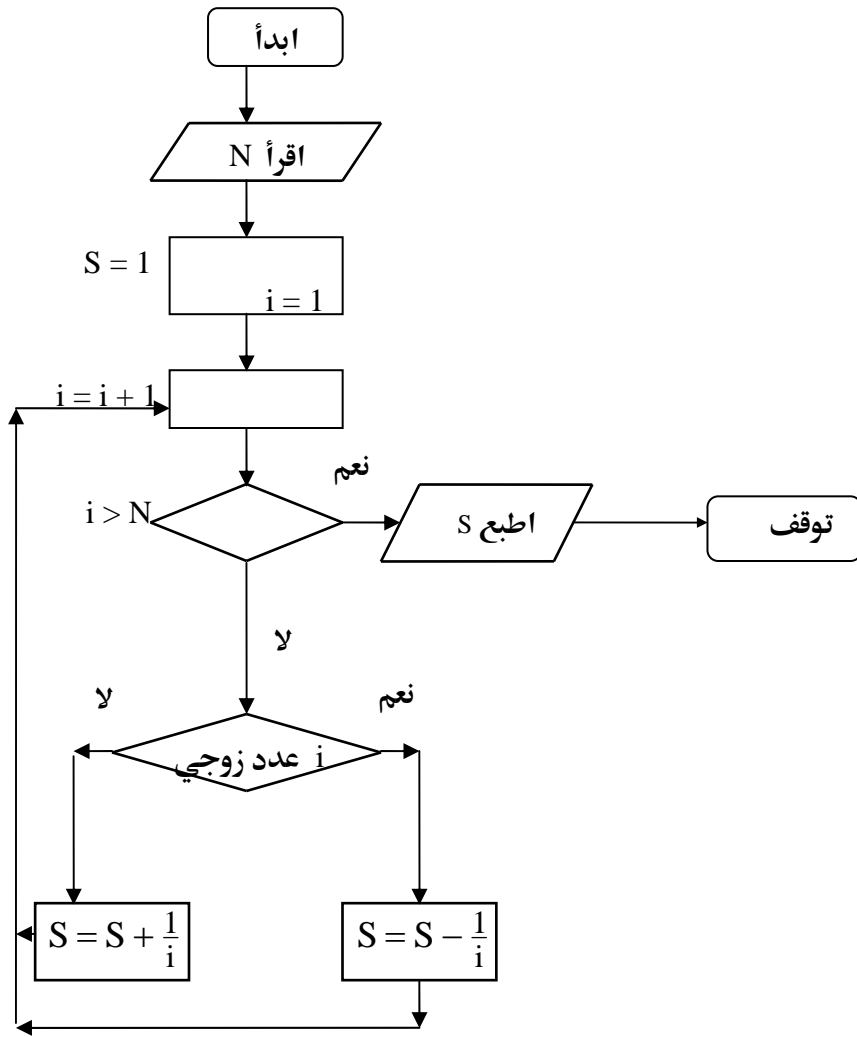 ابدأ
اقرأ N
S = 1
i = 1
i = i + 1
نعم
i > N
اطبع S
توقف
لا
لا
نعم
i عدد زوجي
S = S + 1/i
S = S − 1/i